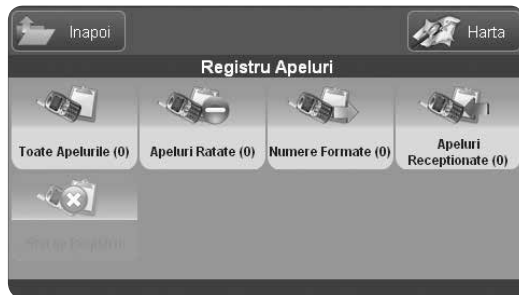 Inapoi
Harta
Registru Apeluri
Toate Apelurile (0)
Apeluri Ratate (0)
Numere Formate (0)
Apeluri
Receptionate (0)